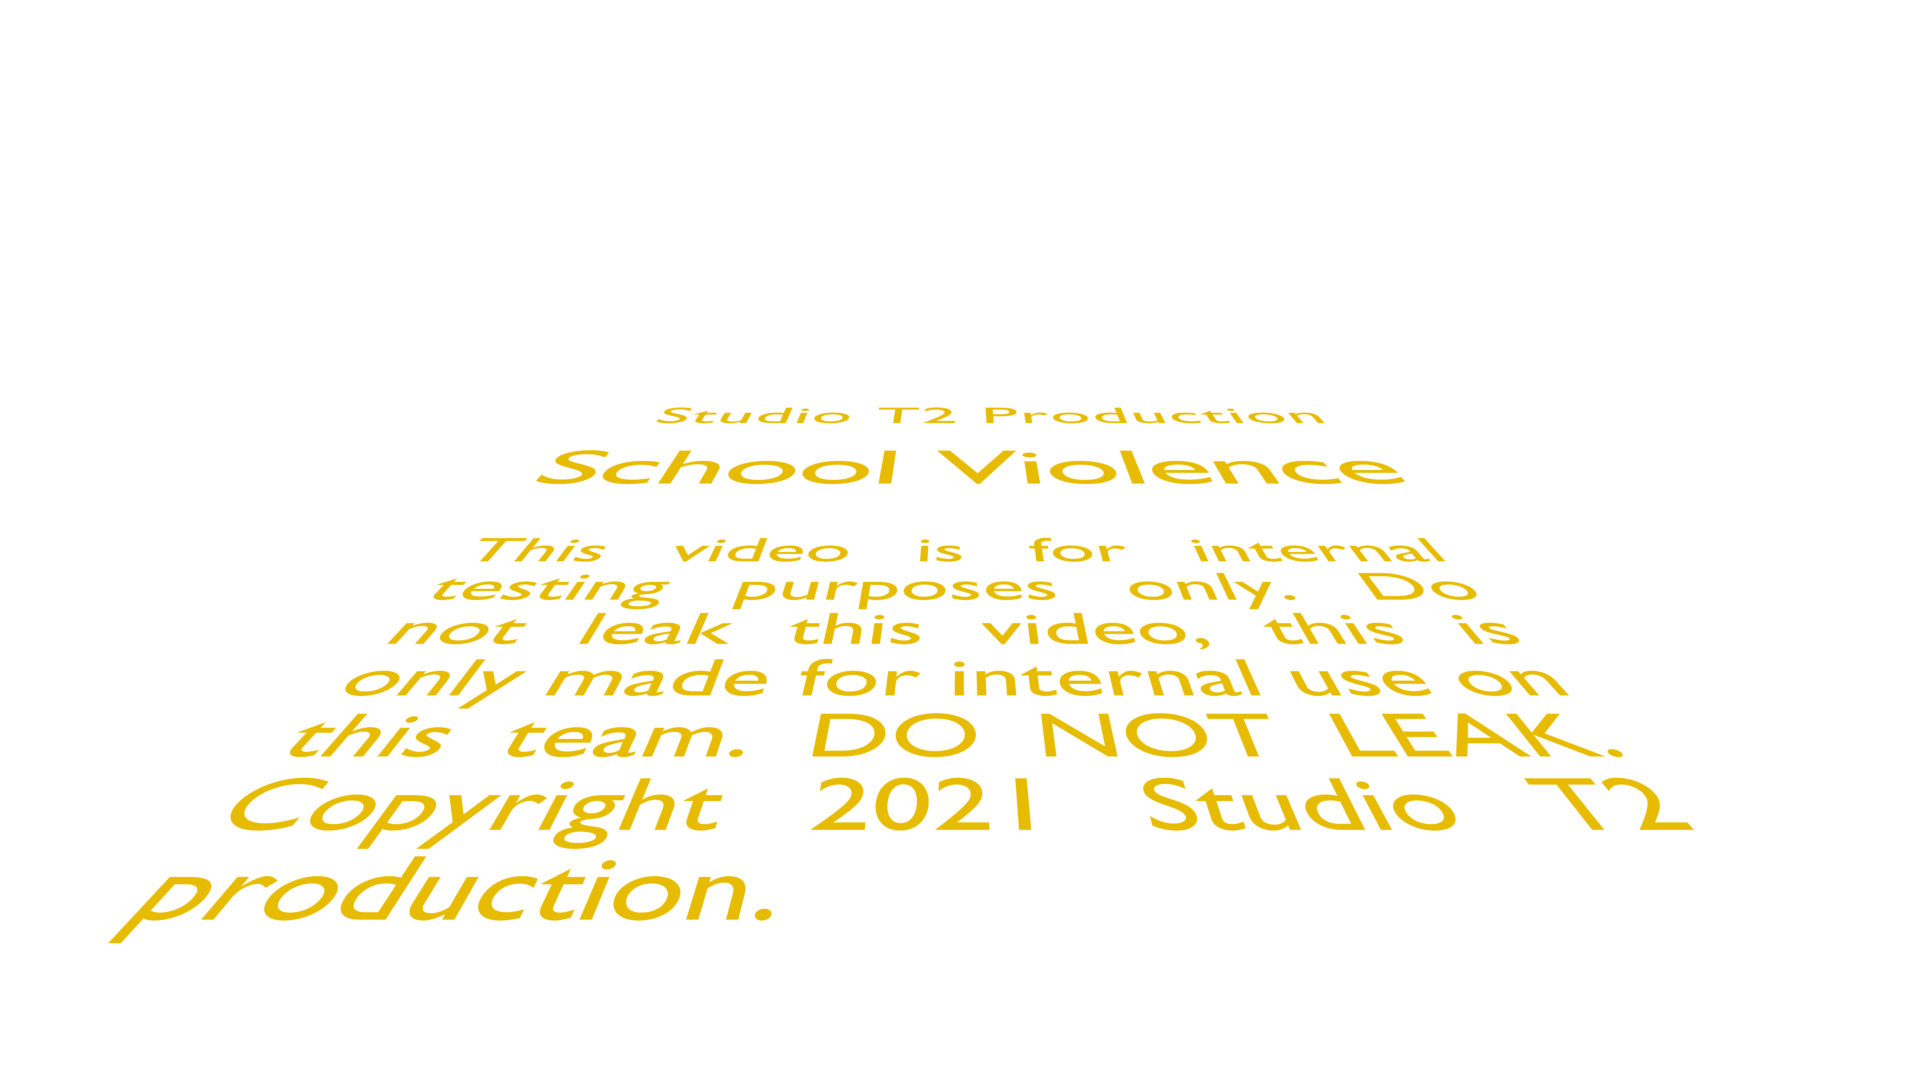 Studio T2 Production
School Violence
This video is for internal
testing purposes only. Do
not leak this video, this is
only made for internal use on
this team. DO NOT LEAK.
Copyright 2021 Studio T2
production.